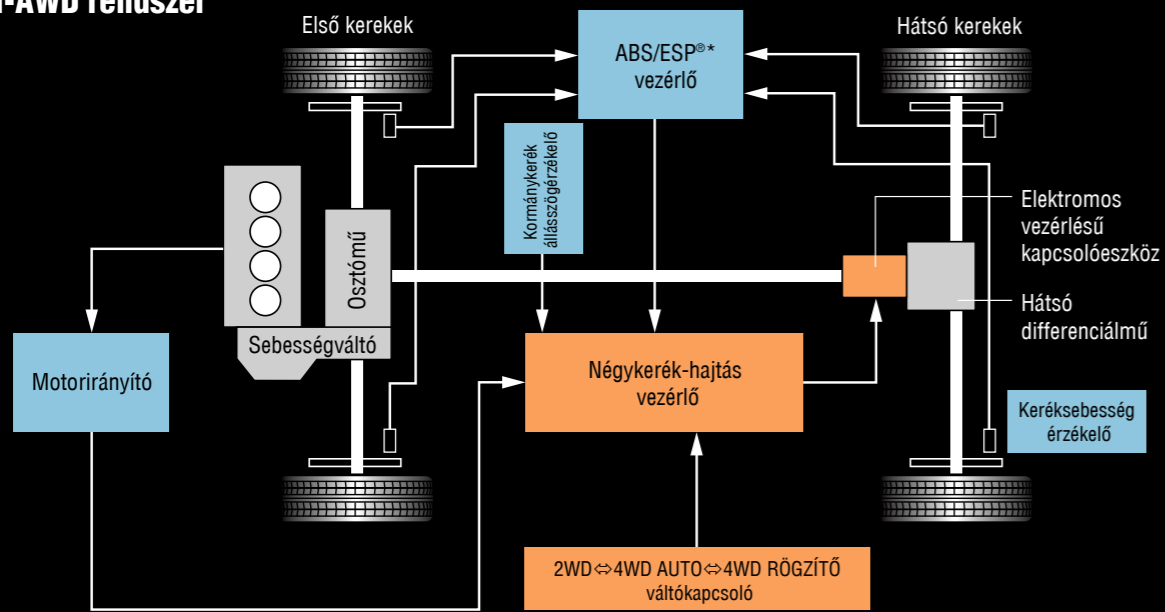 -AWD rendszer
Első kerekek
Hátsó kerekek
ABS/ESP®*
vezérlő
Kormánykerék
állásszögérzékelő
Elektromos
vezérlésű
kapcsolóeszköz
Osztómű
Hátsó
differenciálmű
Sebességváltó
Motorirányító
Négykerék-hajtás
vezérlő
Keréksebesség
érzékelő
2WD⇔4WD AUTO⇔4WD RÖGZÍTŐ
váltókapcsoló